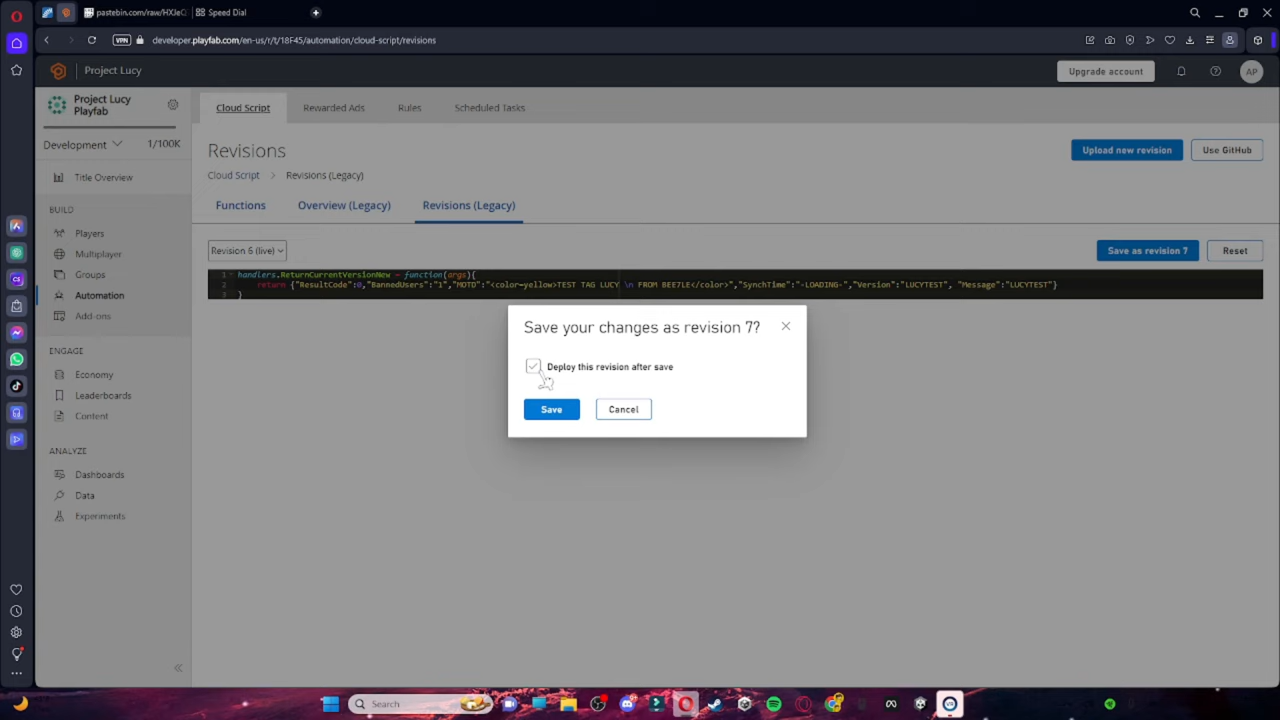 pastebin.com/raw/HXJeC
Speed Dial
VPN
developer.playfab.com/en-us/r/t/18F45/automation/cloud-script/revisions
Project Lucy
Upgrade account
AP
Project Lucy
Playfab
Development
1/100K
Title Overview
BUILD
Players
Multiplayer
Groups
Automation
Add-ons
ENGAGE
Economy
Leaderboards
Content
ANALYZE
Dashboards
Data
Experiments
Cloud Script
Rewarded Ads
Rules
Scheduled Tasks
Revisions
Upload new revision
Use GitHub
Cloud Script
Revisions (Legacy)
Functions
Overview (Legacy)
Revisions (Legacy)
Revision 6 (live)
Save as revision 7
Reset
1 handlers.ReturnCurrentVersionNew = function(args){
2 return {"ResultCode":0,"BannedUsers":"1","MOTD":"<color=yellow>TEST TAG LUCY \n FROM BEE7LE</color>","SynchTime":"-LOADING-","Version":"LUCYTEST", "Message":"LUCYTEST"}
3 }
Save your changes as revision 7?
Deploy this revision after save
Save
Cancel
Search